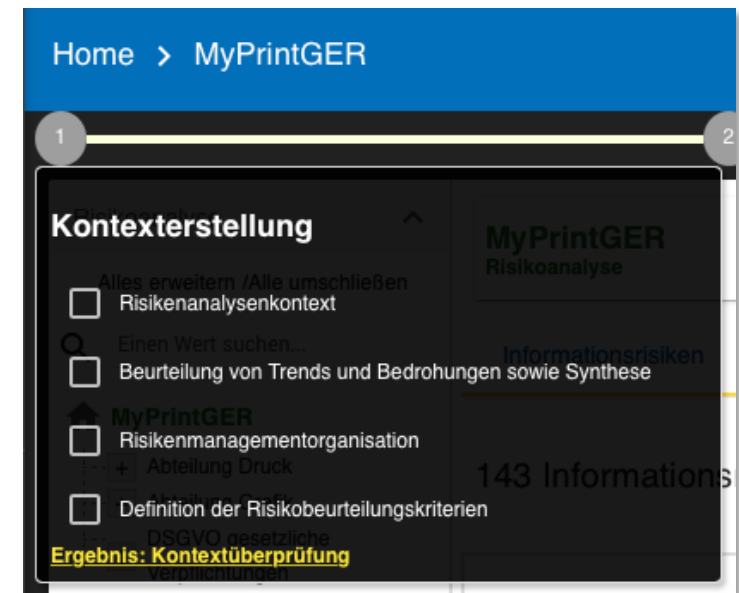 Home > MyPrintGER
1
2
Kontexterstellung
MyPrintGER
Risikoanalyse
Alles erweitern /Alle umschließen
Risikenanalysenkontext
Einen Wert suchen...
Informationsrisiken
Beurteilung von Trends und Bedrohungen sowie Synthese
MyPrintGER
Risikenmanagementorganisation
+ Abteilung Druck
143 Informations
Definition der Risikobeurteilungskriterien
DSGVO gesetzliche
Ergebnis: Kontextüberprüfung
Verpflichtungen